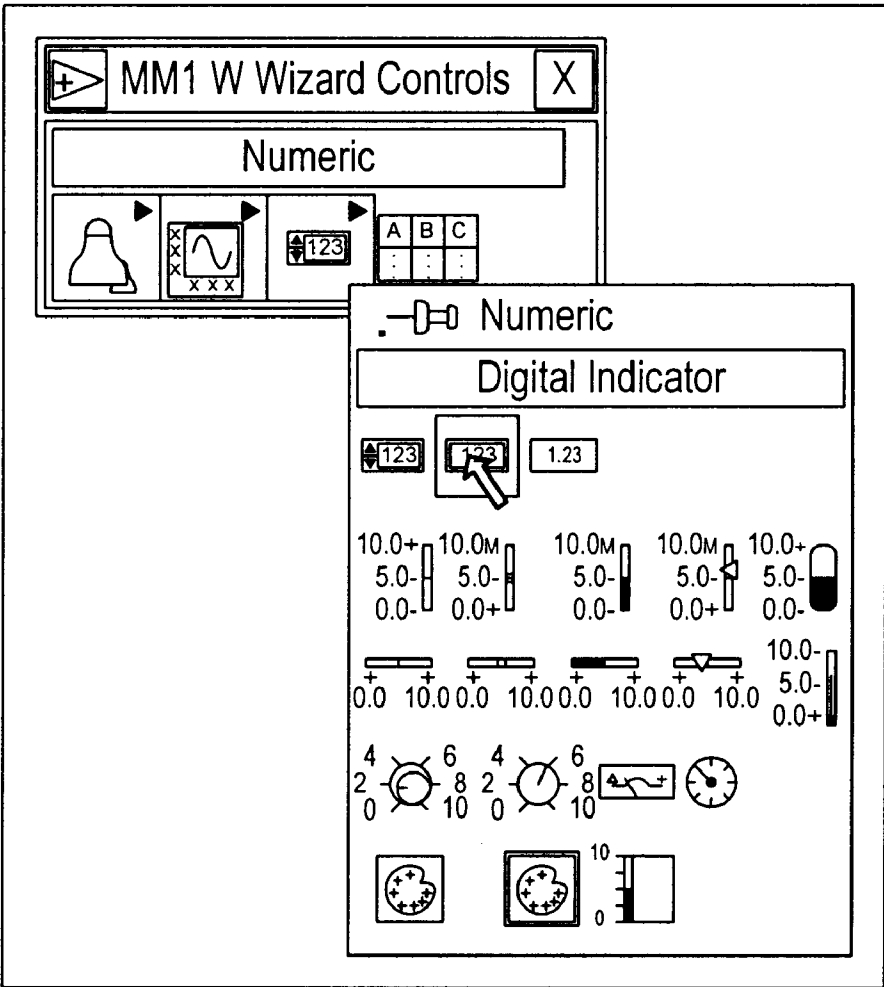 MM1 W Wizard Controls X
Numeric
123 A B C
X X X X X X
Numeric
Digital Indicator
123 123 1.23
10.0+ 10.0M 10.0M 10.0M 10.0+
5.0- 5.0- 5.0- 5.0- 5.0-
0.0- 0.0+ 0.0- 0.0+ 0.0-
10.0-
5.0-
0.0+
+ + + + + + + +
0.0 10.0 0.0 10.0 0.0 10.0 0.0 10.0
4 6 4 6
2 8 2 8
0 10 0 10
10
0